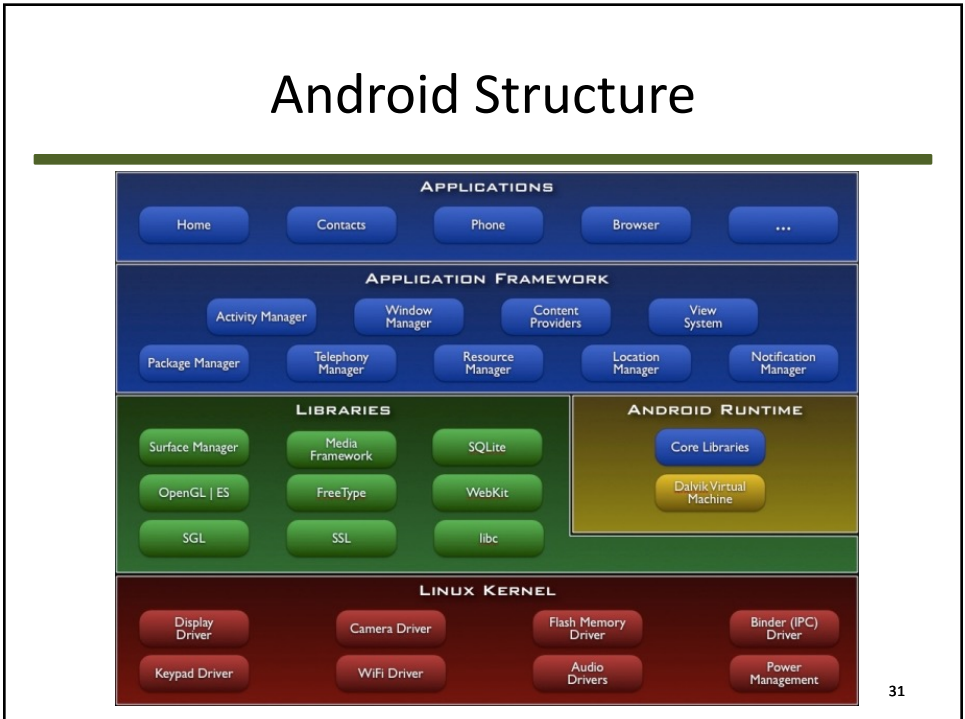 Android Structure
APPLICATIONS
Home Contacts Phone Browser ...
APPLICATION FRAMEWORK
Activity Manager
Window
Manager
Content
Providers
View
System
Package Manager
Telephony
Manager
Resource
Manager
Location
Manager
Notification
Manager
LIBRARIES
Surface Manager
Media
Framework
SQLite
OpenGL | ES
FreeType
WebKit
SGL
SSL
libc
ANDROID RUNTIME
Core Libraries
Dalvik Virtual
Machine
LINUX KERNEL
Display
Driver
Camera Driver
Flash Memory
Driver
Binder (IPC)
Driver
Keypad Driver
WiFi Driver
Audio
Drivers
Power
Management
31